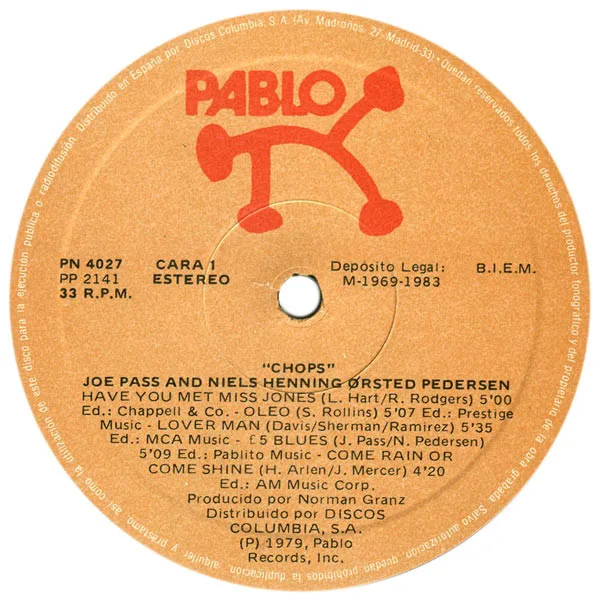 Distribuido en España por Discos Columbia, S.A. (Av. Madroños, 27-Madrid-33) • Quedan reservados todos los derechos del productor fonográfico y del propietario de la obra grabada. Salvo autorización, quedan prohibidos la duplicación, alquiler y préstamo, así como la utilización de este disco para la ejecución pública o radiodifusión.
PABLO
PN 4027 CARA 1 Depósito Legal: B.I.E.M.
PP 2141 ESTEREO M-1969-1983
33 R.P.M.
"CHOPS"
JOE PASS AND NIELS HENNING ØRSTED PEDERSEN
HAVE YOU MET MISS JONES (L. Hart/R. Rodgers) 5'00
Ed.: Chappell & Co. - OLEO (S. Rollins) 5'07 Ed.: Prestige
Music - LOVER MAN (Davis/Sherman/Ramirez) 5'35
Ed.: MCA Music - £5 BLUES (J. Pass/N. Pedersen)
5'09 Ed.: Pablito Music - COME RAIN OR
COME SHINE (H. Arlen/J. Mercer) 4'20
Ed.: AM Music Corp.
Producido por Norman Granz
Distribuido por DISCOS
COLUMBIA, S.A.
(P) 1979, Pablo
Records, Inc.